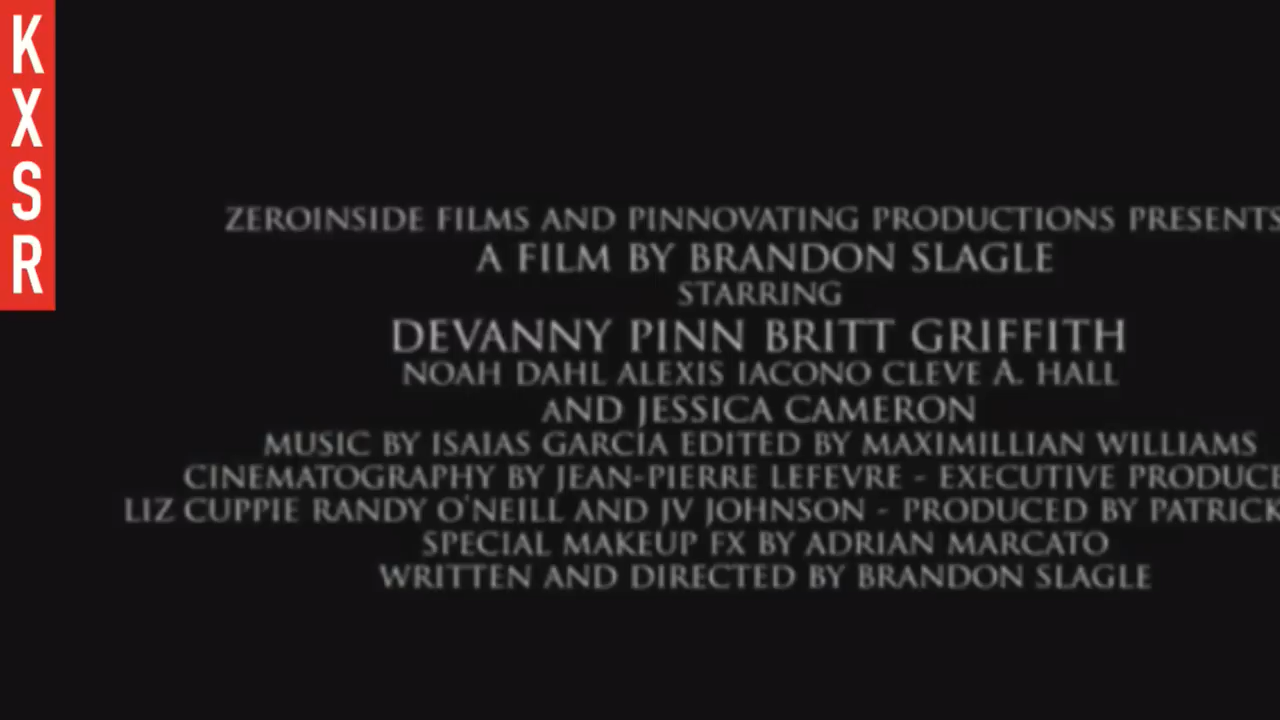 KXSR
ZEROINSIDE FILMS AND PINNOVATING PRODUCTIONS PRESENTS
A FILM BY BRANDON SLAGLE
STARRING
DEVANNY PINN BRITT GRIFFITH
NOAH DAHL ALEXIS IACONO CLEVE A. HALL
AND JESSICA CAMERON
MUSIC BY ISAIAS GARCIA EDITED BY MAXIMILLIAN WILLIAMS
CINEMATOGRAPHY BY JEAN-PIERRE LEFEVRE - EXECUTIVE PRODUCE
LIZ CUPPIE RANDY O'NEILL AND JV JOHNSON - PRODUCED BY PATRICK
SPECIAL MAKEUP FX BY ADRIAN MARCATO
WRITTEN AND DIRECTED BY BRANDON SLAGLE